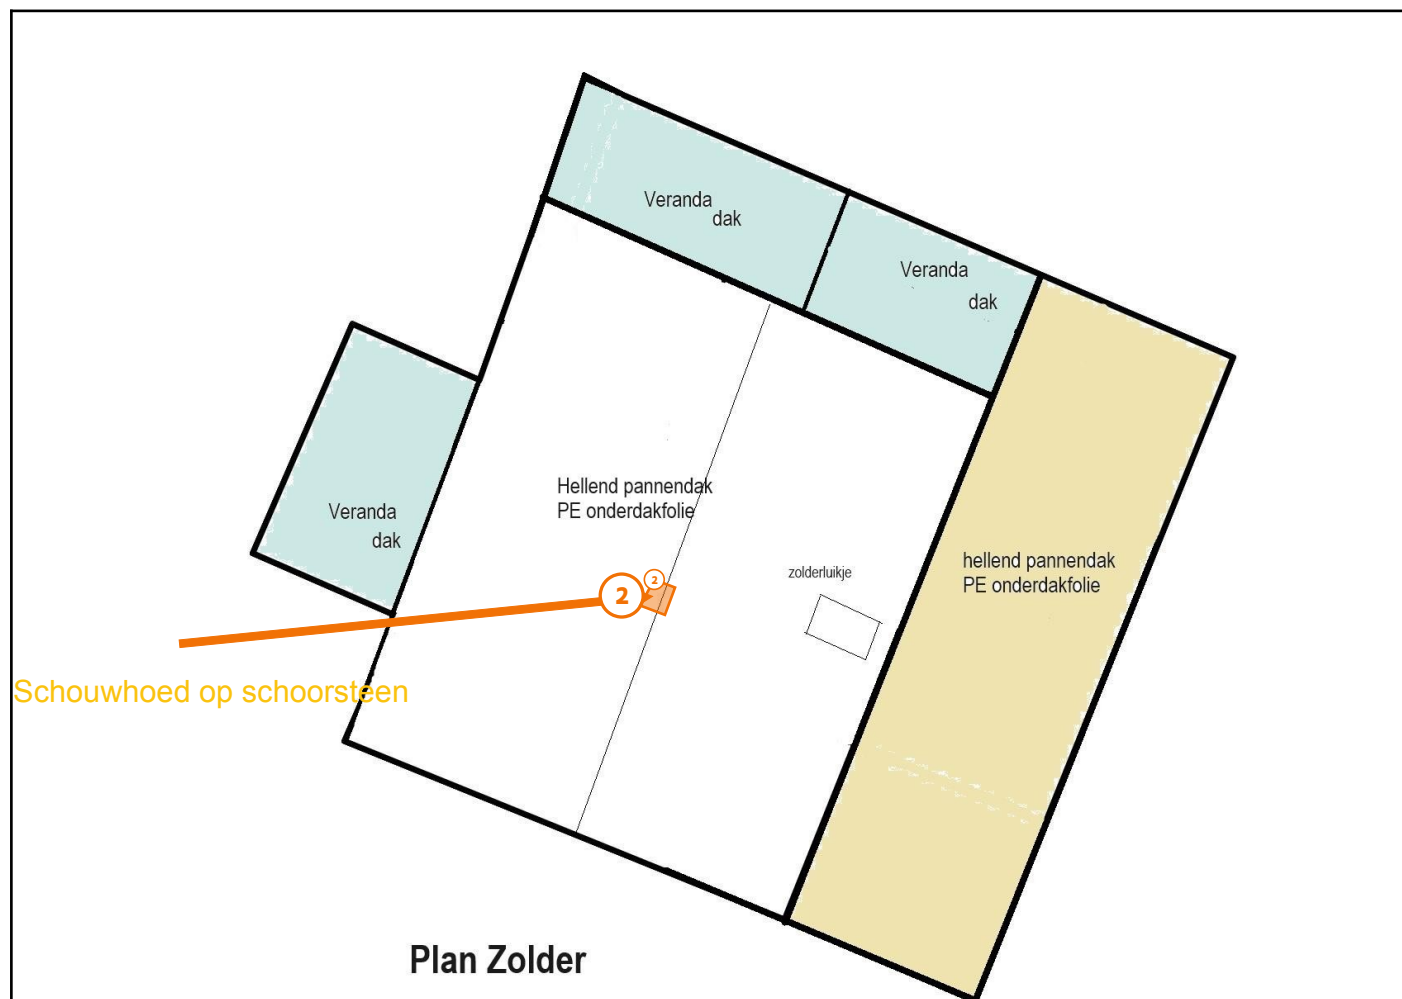 Veranda
dak
Veranda
dak
Hellend pannendak
PE onderdakfolie
Veranda
dak
hellend pannendak
PE onderdakfolie
zolderluikje
2
2
Schouwhoed op schoorsteen
Plan Zolder